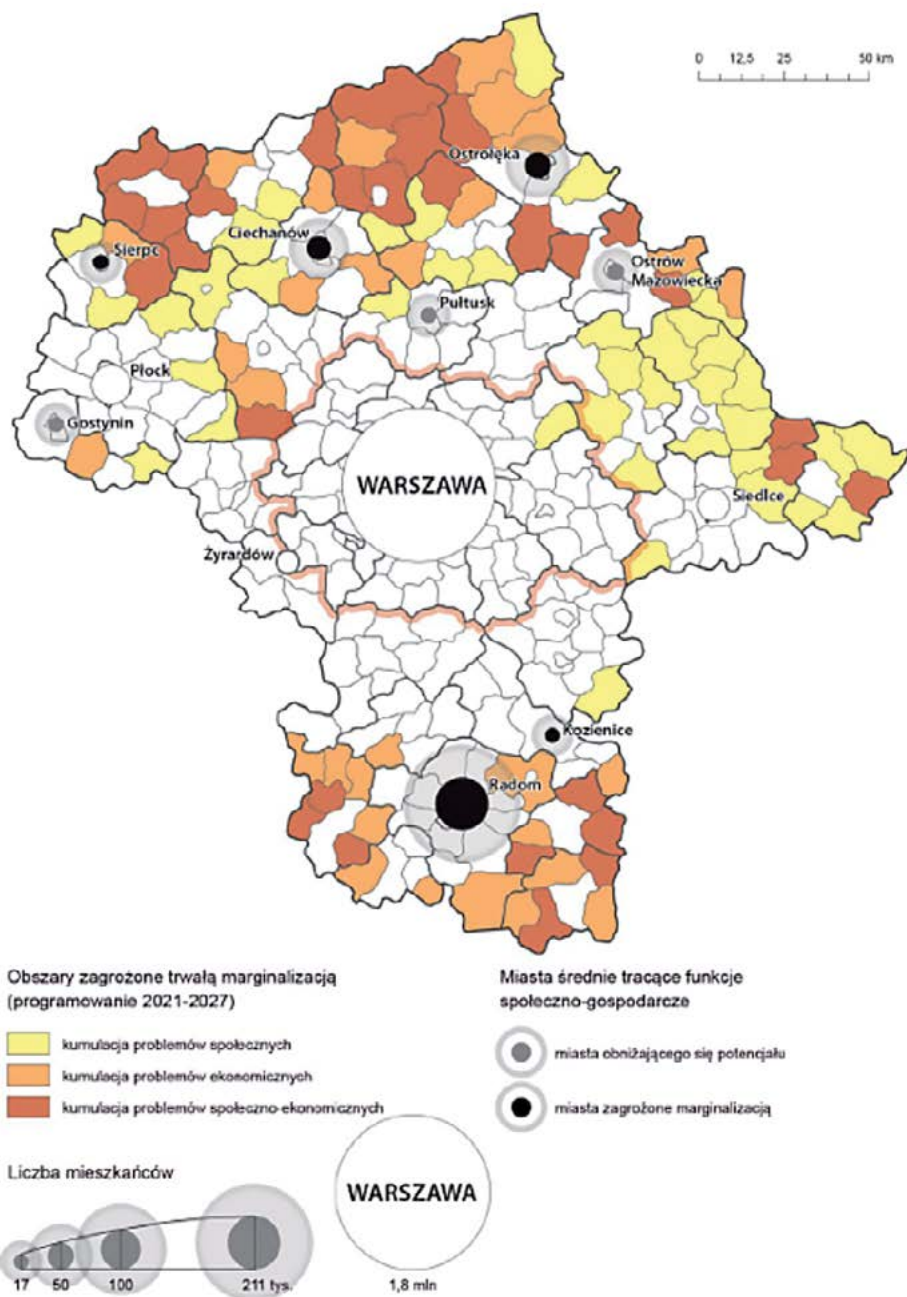 0 12,5 25 50 km
Ostrołęka
Ciechanów
Sierpc
Ostrów
Mazowiecka
Pułtusk
Płock
Gostynin
WARSZAWA
Siedlce
Żyrardów
Kozienice
Radom
Obszary zagrożone trwałą marginalizacją
(programowanie 2021-2027)
kumulacja problemów społecznych
kumulacja problemów ekonomicznych
kumulacja problemów społeczno-ekonomicznych
Miasta średnie tracące funkcje
społeczno-gospodarcze
miasta obniżającego się potencjału
miasta zagrożone marginalizacją
Liczba mieszkańców
WARSZAWA
17 50 100 211 tys. 1,8 mln